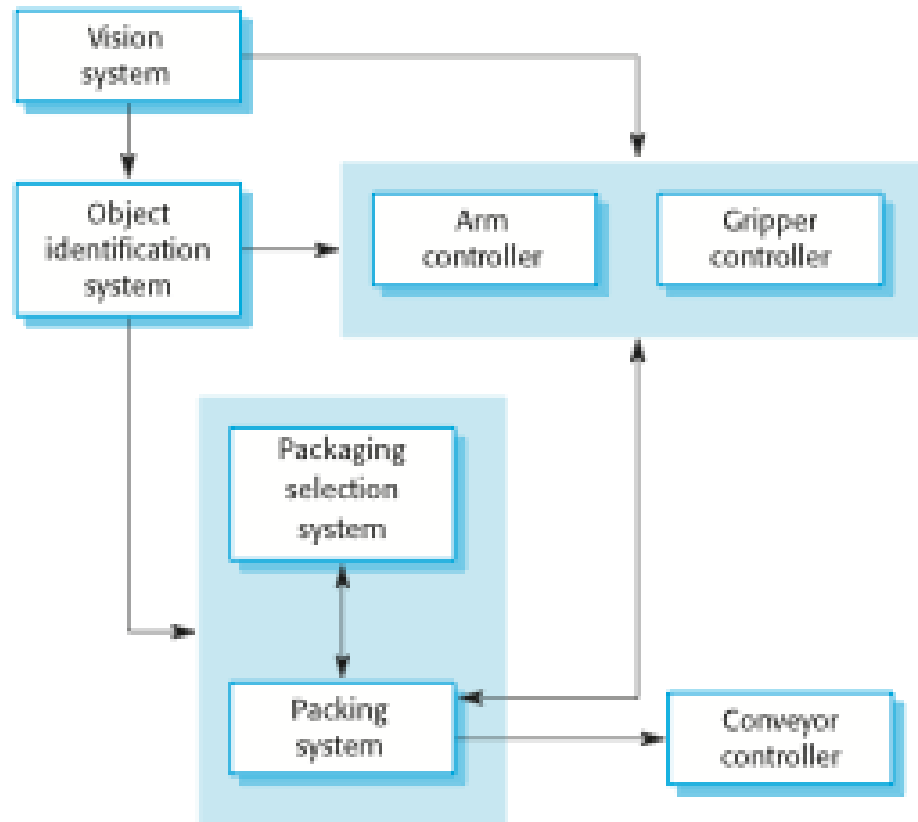 Vision
system
Object
identification
system
Arm
controller
Gripper
controller
Packaging
selection
system
Packing
system
Conveyor
controller